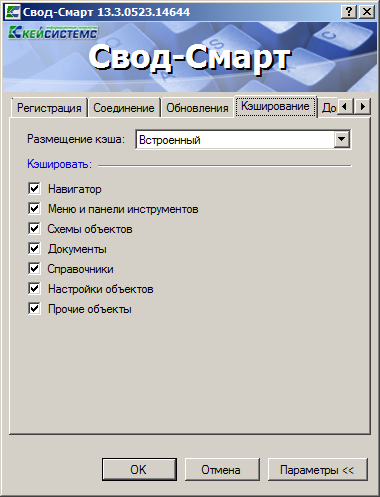 Свод-Смарт 13.3.0523.14644
КЕЙСИСТЕМС
Свод-Смарт
Регистрация Соединение Обновления Кэширование До
Размещение кэша: Встроенный
Кэшировать:
Навигатор
Меню и панели инструментов
Схемы объектов
Документы
Справочники
Настройки объектов
Прочие объекты
OK Отмена Параметры <<